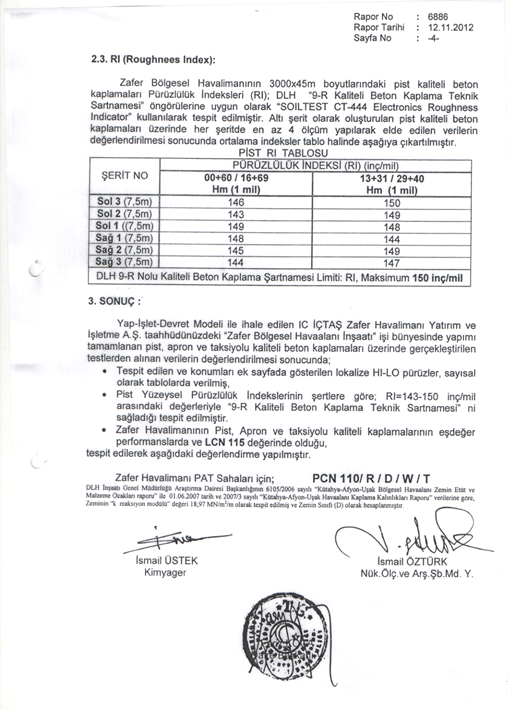 Rapor No : 6886
Rapor Tarihi : 12.11.2012
Sayfa No : -4-
2.3. RI (Roughnees Index):
Zafer Bölgesel Havalimanının 3000x45m boyutlarındaki pist kaliteli beton
kaplamaları Pürüzlülük İndeksleri (RI); DLH "9-R Kaliteli Beton Kaplama Teknik
Sartnamesi" öngörülerine uygun olarak "SOILTEST CT-444 Electronics Roughness
Indicator" kullanılarak tespit edilmiştir. Altı şerit olarak oluşturulan pist kaliteli beton
kaplamaları üzerinde her şeritde en az 4 ölçüm yapılarak elde edilen verilerin
değerlendirilmesi sonucunda ortalama indeksler tablo halinde aşağıya çıkartılmıştır.
PİST RI TABLOSU
ŞERİT NO PÜRÜZLÜLÜK İNDEKSİ (RI) (inç/mil)
00+60 / 16+69 13+31 / 29+40
Hm (1 mil) Hm (1 mil)
Sol 3 (7,5m) 146 150
Sol 2 (7,5m) 143 149
Sol 1 ((7,5m) 149 148
Sağ 1 (7,5m) 148 144
Sağ 2 (7,5m) 145 149
Sağ 3 (7,5m) 144 147
DLH 9-R Nolu Kaliteli Beton Kaplama Şartnamesi Limiti: RI, Maksimum 150 inç/mil
3. SONUÇ :
Yap-İşlet-Devret Modeli ile ihale edilen IC İÇTAŞ Zafer Havalimanı Yatırım ve
İşletme A.Ş. taahhüdünüzdeki "Zafer Bölgesel Havaalanı İnşaatı" işi bünyesinde yapımı
tamamlanan pist, apron ve taksiyolu kaliteli beton kaplamaları üzerinde gerçekleştirilen
testlerden alınan verilerin değerlendirilmesi sonucunda;
• Tespit edilen ve konumları ek sayfada gösterilen lokalize HI-LO pürüzler, sayısal
olarak tablolarda verilmiş,
• Pist Yüzeysel Pürüzlülük İndekslerinin şertlere göre; RI=143-150 inç/mil
arasındaki değerleriyle "9-R Kaliteli Beton Kaplama Teknik Sartnamesi" ni
sağladığı tespit edilmiştir.
• Zafer Havalimanının Pist, Apron ve taksiyolu kaliteli kaplamalarının eşdeğer
performanslarda ve LCN 115 değerinde olduğu,
tespit edilerek aşağıdaki değerlendirme yapılmıştır.
Zafer Havalimanı PAT Sahaları için; PCN 110/ R / D / W / T
DLH İnşaatı Genel Müdürlüğü Araştırma Dairesi Başkanlığının 6105/2006 sayılı "Kütahya-Afyon-Uşak Bölgesel Havaalanı Zemin Etüt ve
Malzeme Ocakları raporu" ile 01.06.2007 tarih ve 2007/3 sayılı "Kütahya-Afyon-Uşak Havaalanı Kaplama Kalınlıkları Raporu" verilerine göre,
Zeminin "k reaksiyon modülü" değeri 18,97 MN/m²/m olarak tespit edilmiş ve Zemin Sınıfı (D) olarak hesaplanmıştır.
İsmail ÜSTEK İsmail ÖZTÜRK
Kimyager Nük.Ölç.ve Arş.Şb.Md. Y.